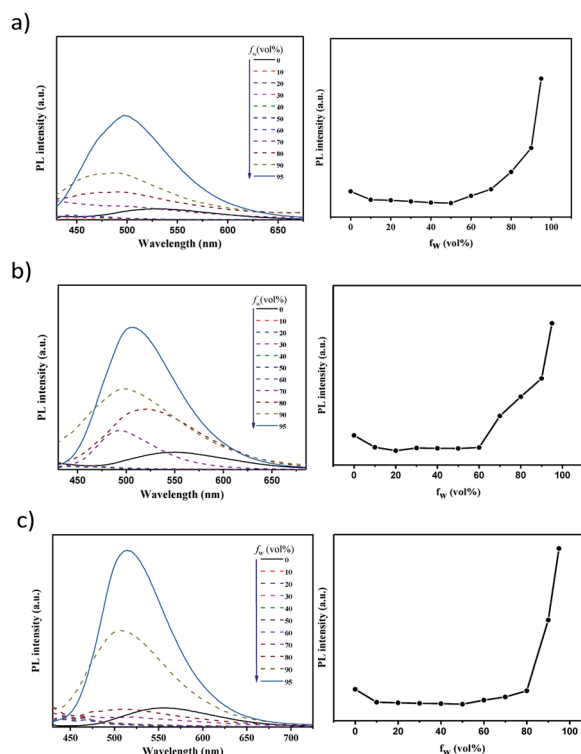 a)
PL intensity (a.u.)
fw(vol%)
0
10
20
30
40
50
60
70
80
90
95
450 500 550 600 650
Wavelength (nm)
PL intensity (a.u.)
0 20 40 60 80 100
fw (vol%)
b)
PL intensity (a.u.)
fw(vol%)
0
10
20
30
40
50
60
70
80
90
95
450 500 550 600 650
Wavelength (nm)
PL intensity (a.u.)
0 20 40 60 80 100
fw (vol%)
c)
PL intensity (a.u.)
fw (vol%)
0
10
20
30
40
50
60
70
80
90
95
450 500 550 600 650 700
Wavelength (nm)
PL intensity (a.u.)
0 20 40 60 80 100
fw (vol%)